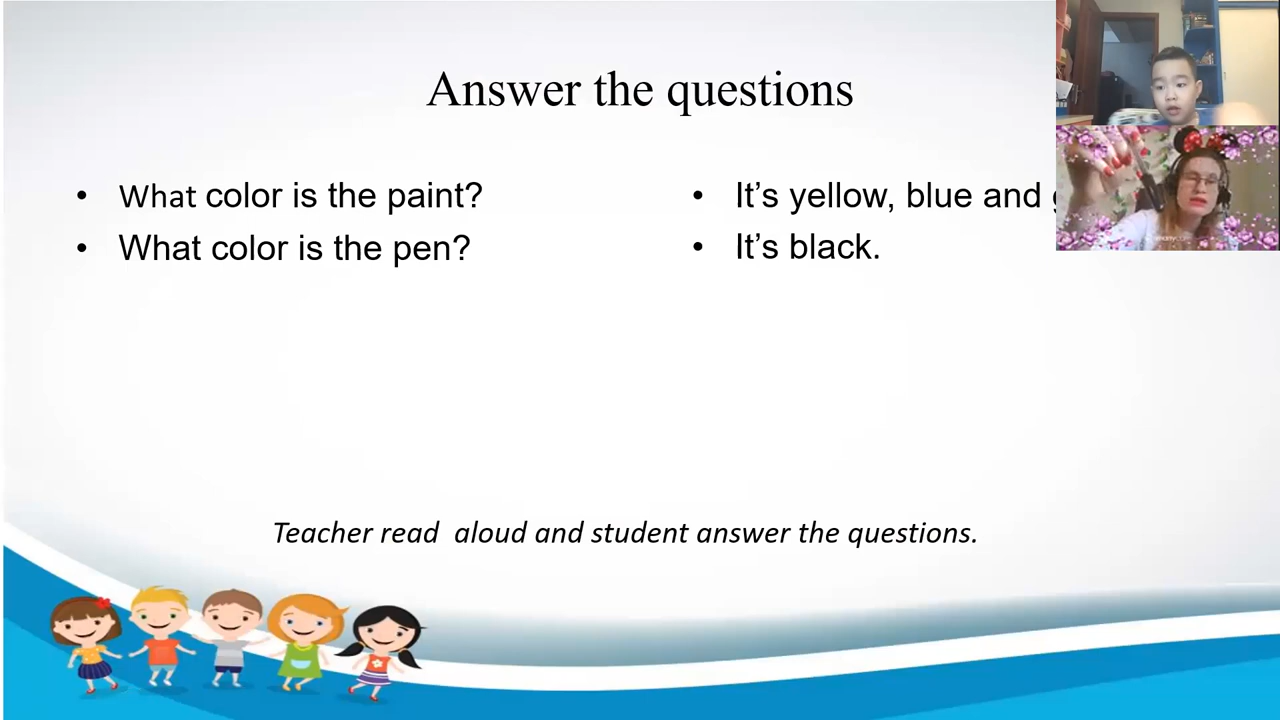 Answer the questions
• What color is the paint?
• What color is the pen?
• It’s yellow, blue and
• It’s black.
Teacher read  aloud and student answer the questions.